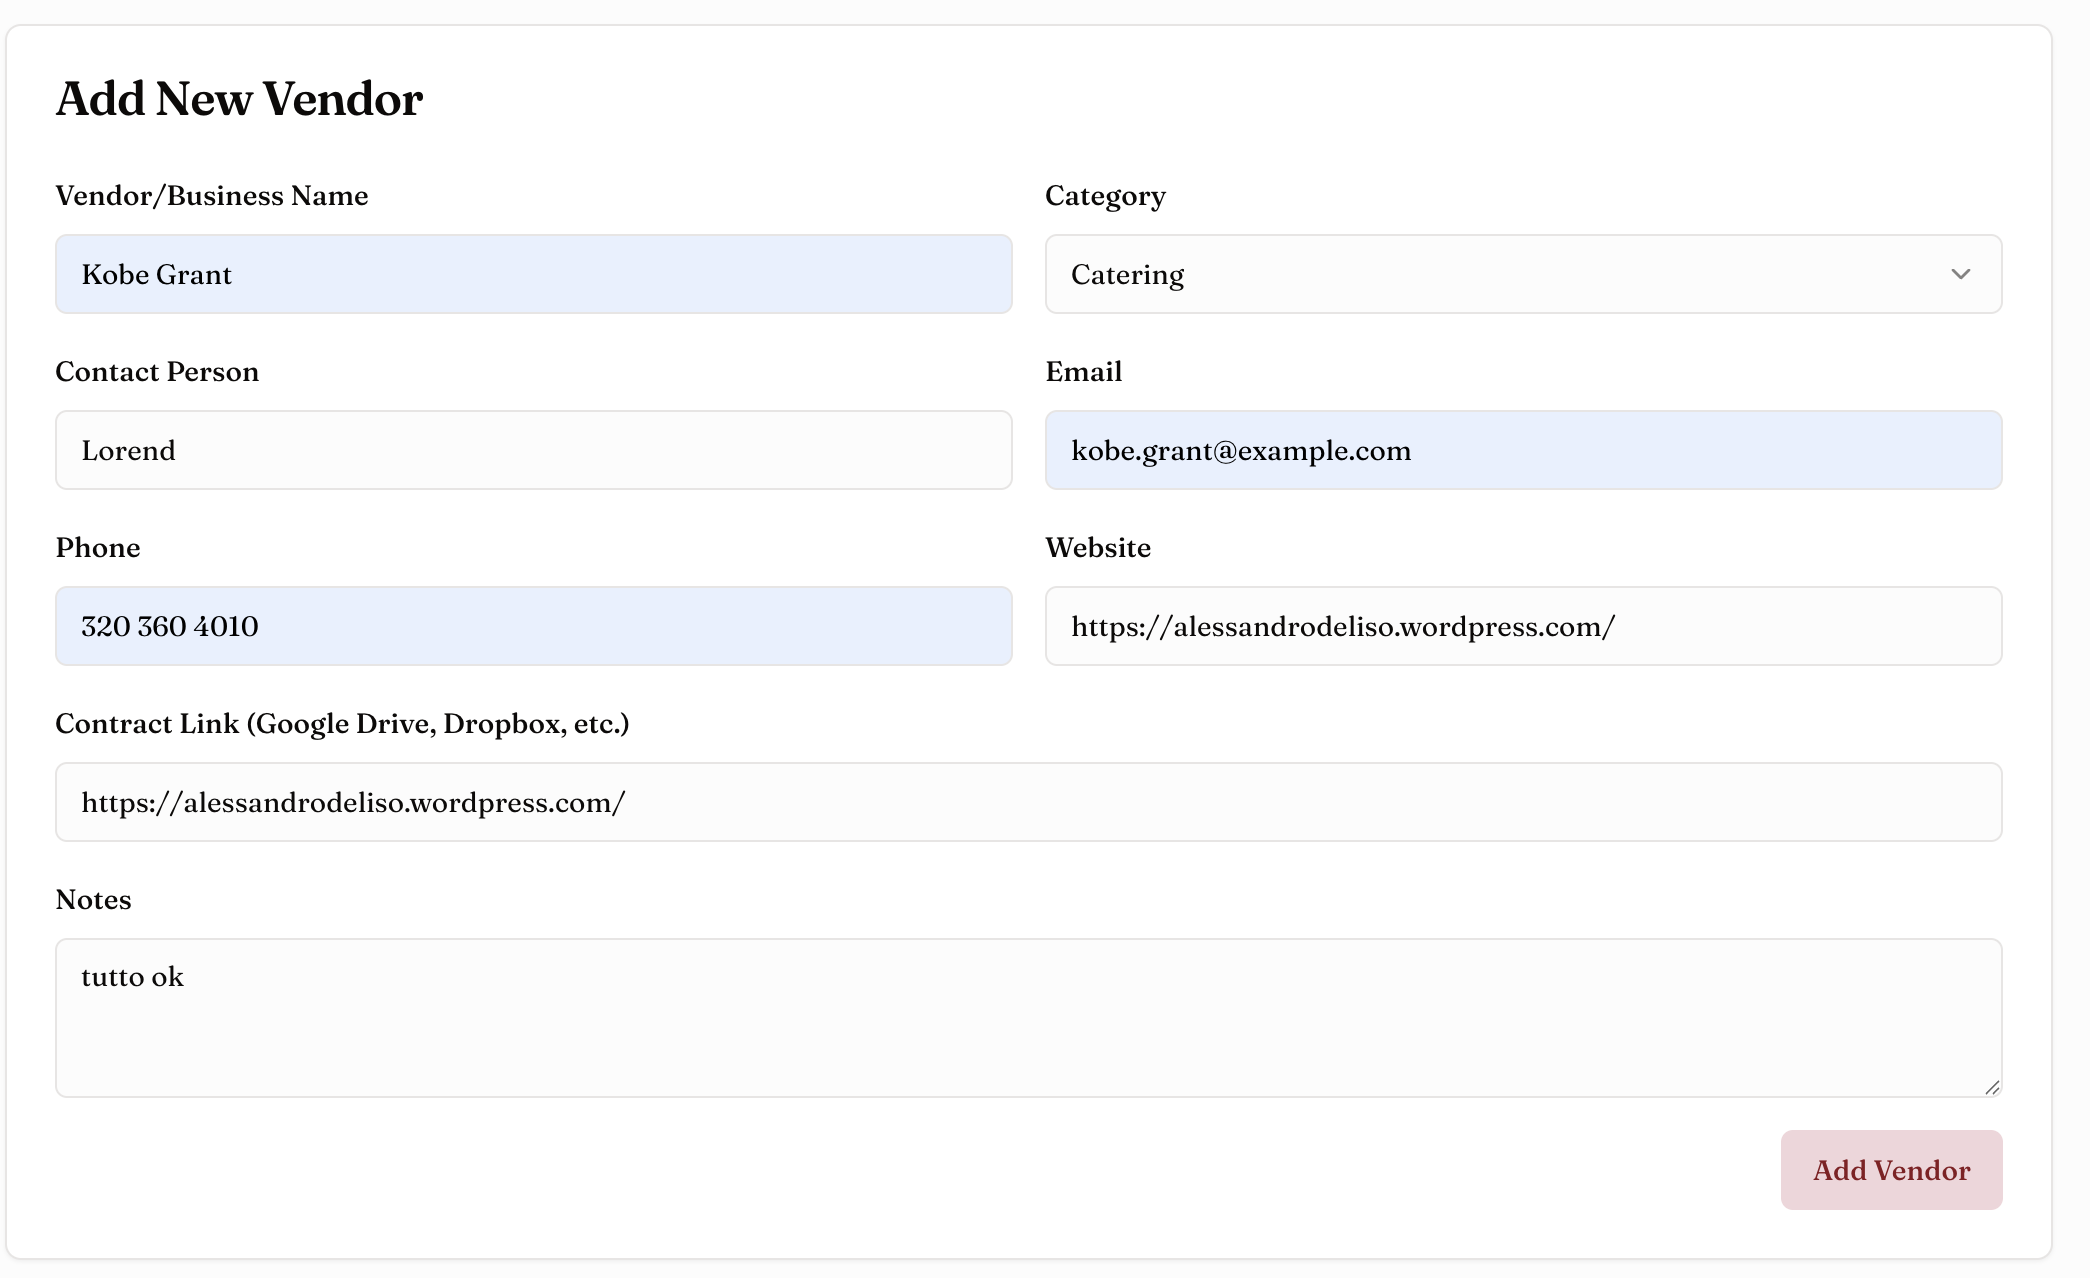 Add New Vendor
Vendor/Business Name
Category
Kobe Grant
Catering
Contact Person
Email
Lorend
kobe.grant@example.com
Phone
Website
320 360 4010
https://alessandrodeliso.wordpress.com/
Contract Link (Google Drive, Dropbox, etc.)
https://alessandrodeliso.wordpress.com/
Notes
tutto ok
Add Vendor